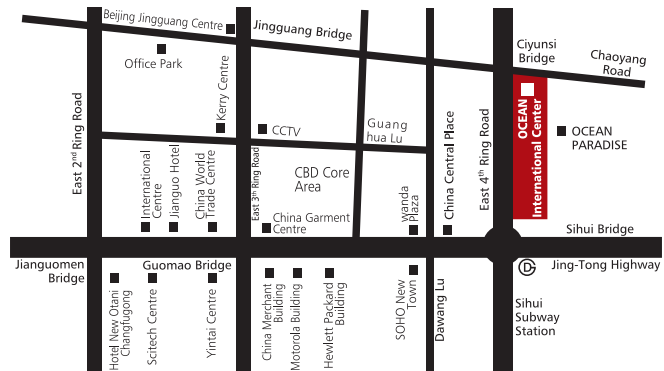 Beijing Jingguang Centre
Jingguang Bridge
Ciyunsi
Bridge
Chaoyang
Road
Office Park
Kerry Centre
CCTV
Guang
hua Lu
OCEAN
International Center
OCEAN
PARADISE
East 2nd Ring Road
East 3th Ring Road
East 4th Ring Road
International
Centre
Jianguo Hotel
China World
Trade Centre
CBD Core
Area
China Garment
Centre
wanda
Plaza
China Central Place
Sihui Bridge
Jianguomen
Bridge
Guomao Bridge
Jing-Tong Highway
Hotel New Otani
Changfugong
Scitech Centre
Yintai Centre
China Merchant
Building
Motorola Building
Hewlett Packard
Building
SOHO New
Town
Dawang Lu
Sihui
Subway
Station